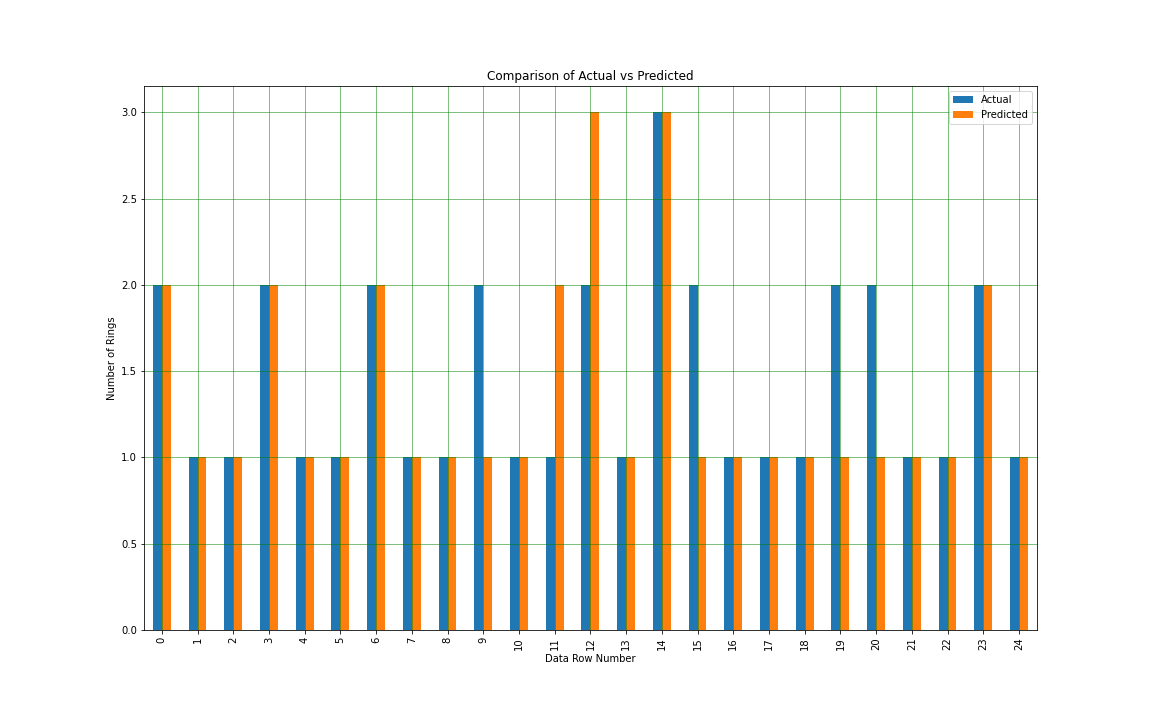 Comparison of Actual vs Predicted
Actual
Predicted
3.0
2.5
2.0
1.5
1.0
0.5
0.0
Number of Rings
0 1 2 3 4 5 6 7 8 9 10 11 12 13 14 15 16 17 18 19 20 21 22 23 24
Data Row Number